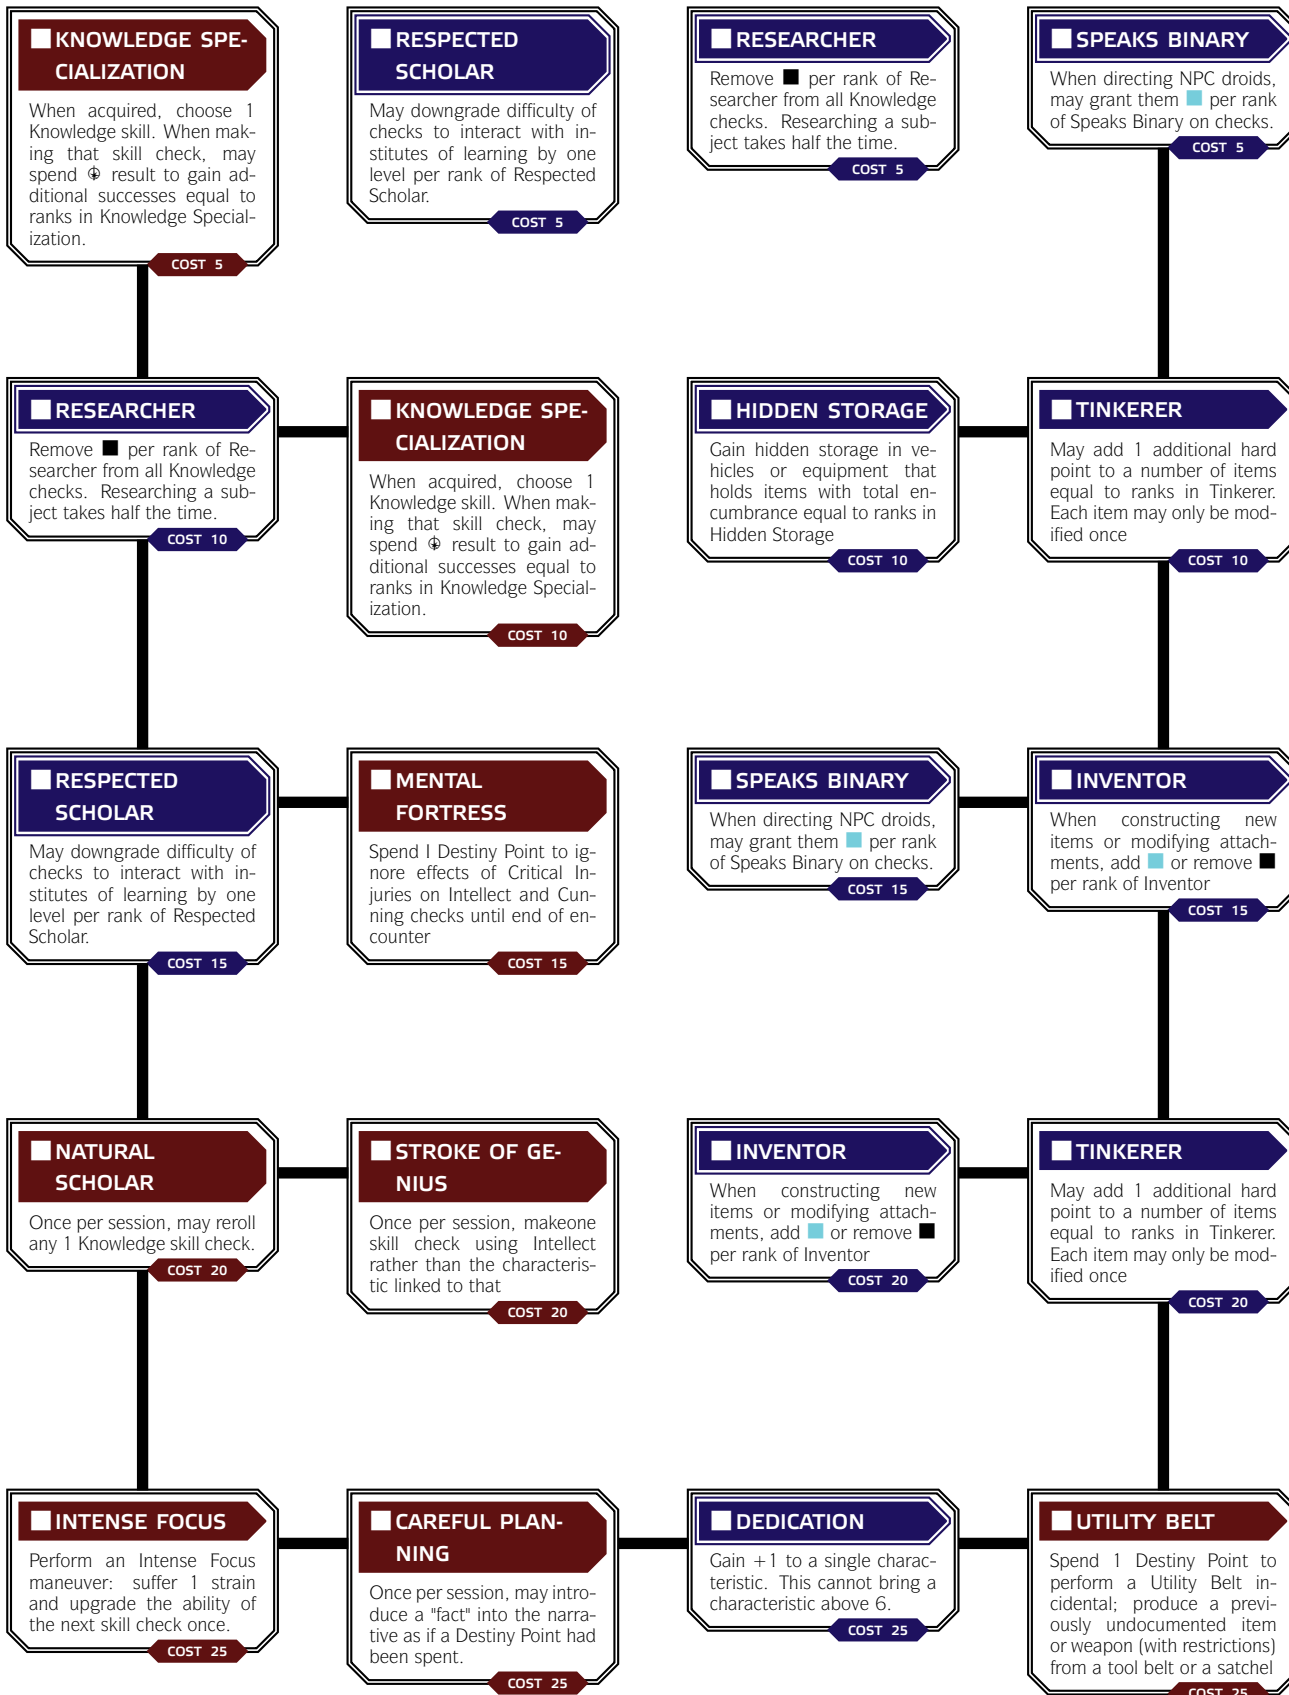 KNOWLEDGE SPE-
CIALIZATION
When acquired, choose 1
Knowledge skill. When mak-
ing that skill check, may
spend result to gain ad-
ditional successes equal to
ranks in Knowledge Special-
ization.
COST 5
RESPECTED
SCHOLAR
May downgrade difficulty of
checks to interact with in-
stitutes of learning by one
level per rank of Respected
Scholar.
COST 5
RESEARCHER
Remove ■ per rank of Re-
searcher from all Knowledge
checks. Researching a sub-
ject takes half the time.
COST 5
SPEAKS BINARY
When directing NPC droids,
may grant them ■ per rank
of Speaks Binary on checks.
COST 5
RESEARCHER
Remove ■ per rank of Re-
searcher from all Knowledge
checks. Researching a sub-
ject takes half the time.
COST 10
KNOWLEDGE SPE-
CIALIZATION
When acquired, choose 1
Knowledge skill. When mak-
ing that skill check, may
spend result to gain ad-
ditional successes equal to
ranks in Knowledge Special-
ization.
COST 10
HIDDEN STORAGE
Gain hidden storage in ve-
hicles or equipment that
holds items with total en-
cumbrance equal to ranks in
Hidden Storage
COST 10
TINKERER
May add 1 additional hard
point to a number of items
equal to ranks in Tinkerer.
Each item may only be mod-
ified once
COST 10
RESPECTED
SCHOLAR
May downgrade difficulty of
checks to interact with in-
stitutes of learning by one
level per rank of Respected
Scholar.
COST 15
MENTAL
FORTRESS
Spend I Destiny Point to ig-
nore effects of Critical In-
juries on Intellect and Cun-
ning checks until end of en-
counter
COST 15
SPEAKS BINARY
When directing NPC droids,
may grant them ■ per rank
of Speaks Binary on checks.
COST 15
INVENTOR
When constructing new
items or modifying attach-
ments, add ■ or remove ■
per rank of Inventor
COST 15
NATURAL
SCHOLAR
Once per session, may reroll
any 1 Knowledge skill check.
COST 20
STROKE OF GE-
NIUS
Once per session, makeone
skill check using Intellect
rather than the characteris-
tic linked to that
COST 20
INVENTOR
When constructing new
items or modifying attach-
ments, add ■ or remove ■
per rank of Inventor
COST 20
TINKERER
May add 1 additional hard
point to a number of items
equal to ranks in Tinkerer.
Each item may only be mod-
ified once
COST 20
INTENSE FOCUS
Perform an Intense Focus
maneuver: suffer 1 strain
and upgrade the ability of
the next skill check once.
COST 25
CAREFUL PLAN-
NING
Once per session, may intro-
duce a "fact" into the narra-
tive as if a Destiny Point had
been spent.
COST 25
DEDICATION
Gain +1 to a single charac-
teristic. This cannot bring a
characteristic above 6.
COST 25
UTILITY BELT
Spend 1 Destiny Point to
perform a Utility Belt in-
cidental; produce a previ-
ously undocumented item
or weapon (with restrictions)
from a tool belt or a satchel
COST 25